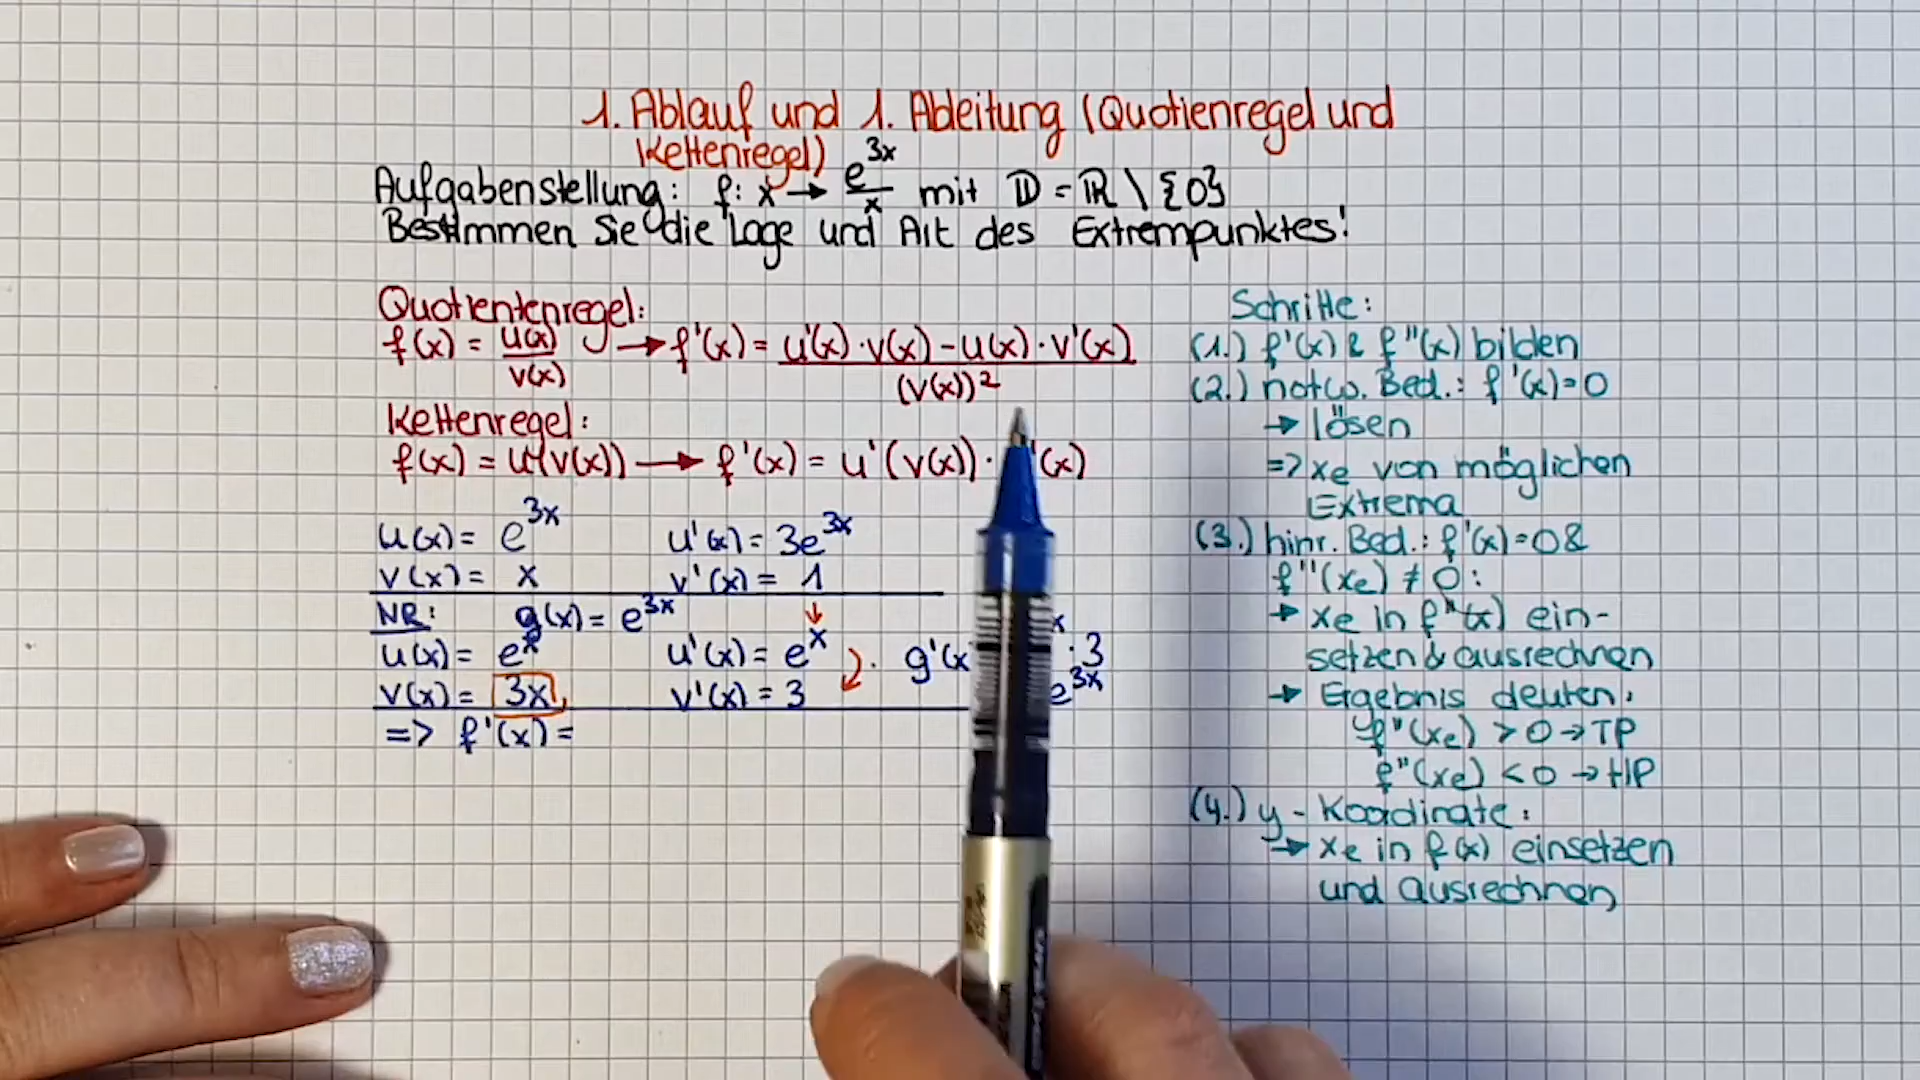 1. Ablauf und 1. Ableitung (Quotienregel und
Kettenregel)
Aufgabenstellung: f: x → e^3x/x mit D = ℝ \ {0}
Bestimmen Sie die Lage und Art des Extrempunktes!
Quotientenregel:
f(x) = u(x)/v(x) → f'(x) = u'(x)·v(x) - u(x)·v'(x)/(v(x))²
Kettenregel:
f(x) = u(v(x)) → f'(x) = u'(v(x))· '(x)
u(x) = e^3x u'(x) = 3e^3x
v(x) = x v'(x) = 1
NR: g(x) = e^3x ↓
u(x) = e^x u'(x) = e^x ). g'(x x ·3
v(x) = 3x v'(x) = 3 e^3x
=> f'(x) =
Schritte:
(1.) f'(x) & f''(x) bilden
(2.) notw. Bed.: f'(x)=0
→ lösen
=> xe von möglichen
Extrema
(3.) hinr. Bed.: f'(x)=0 &
f''(xe) ≠ 0:
→ xe in f''(x) ein-
setzen & ausrechnen
→ Ergebnis deuten:
f''(xe) > 0 → TP
f''(xe) < 0 → HP
(4.) y-Koordinate:
→ xe in f(x) einsetzen
und ausrechnen